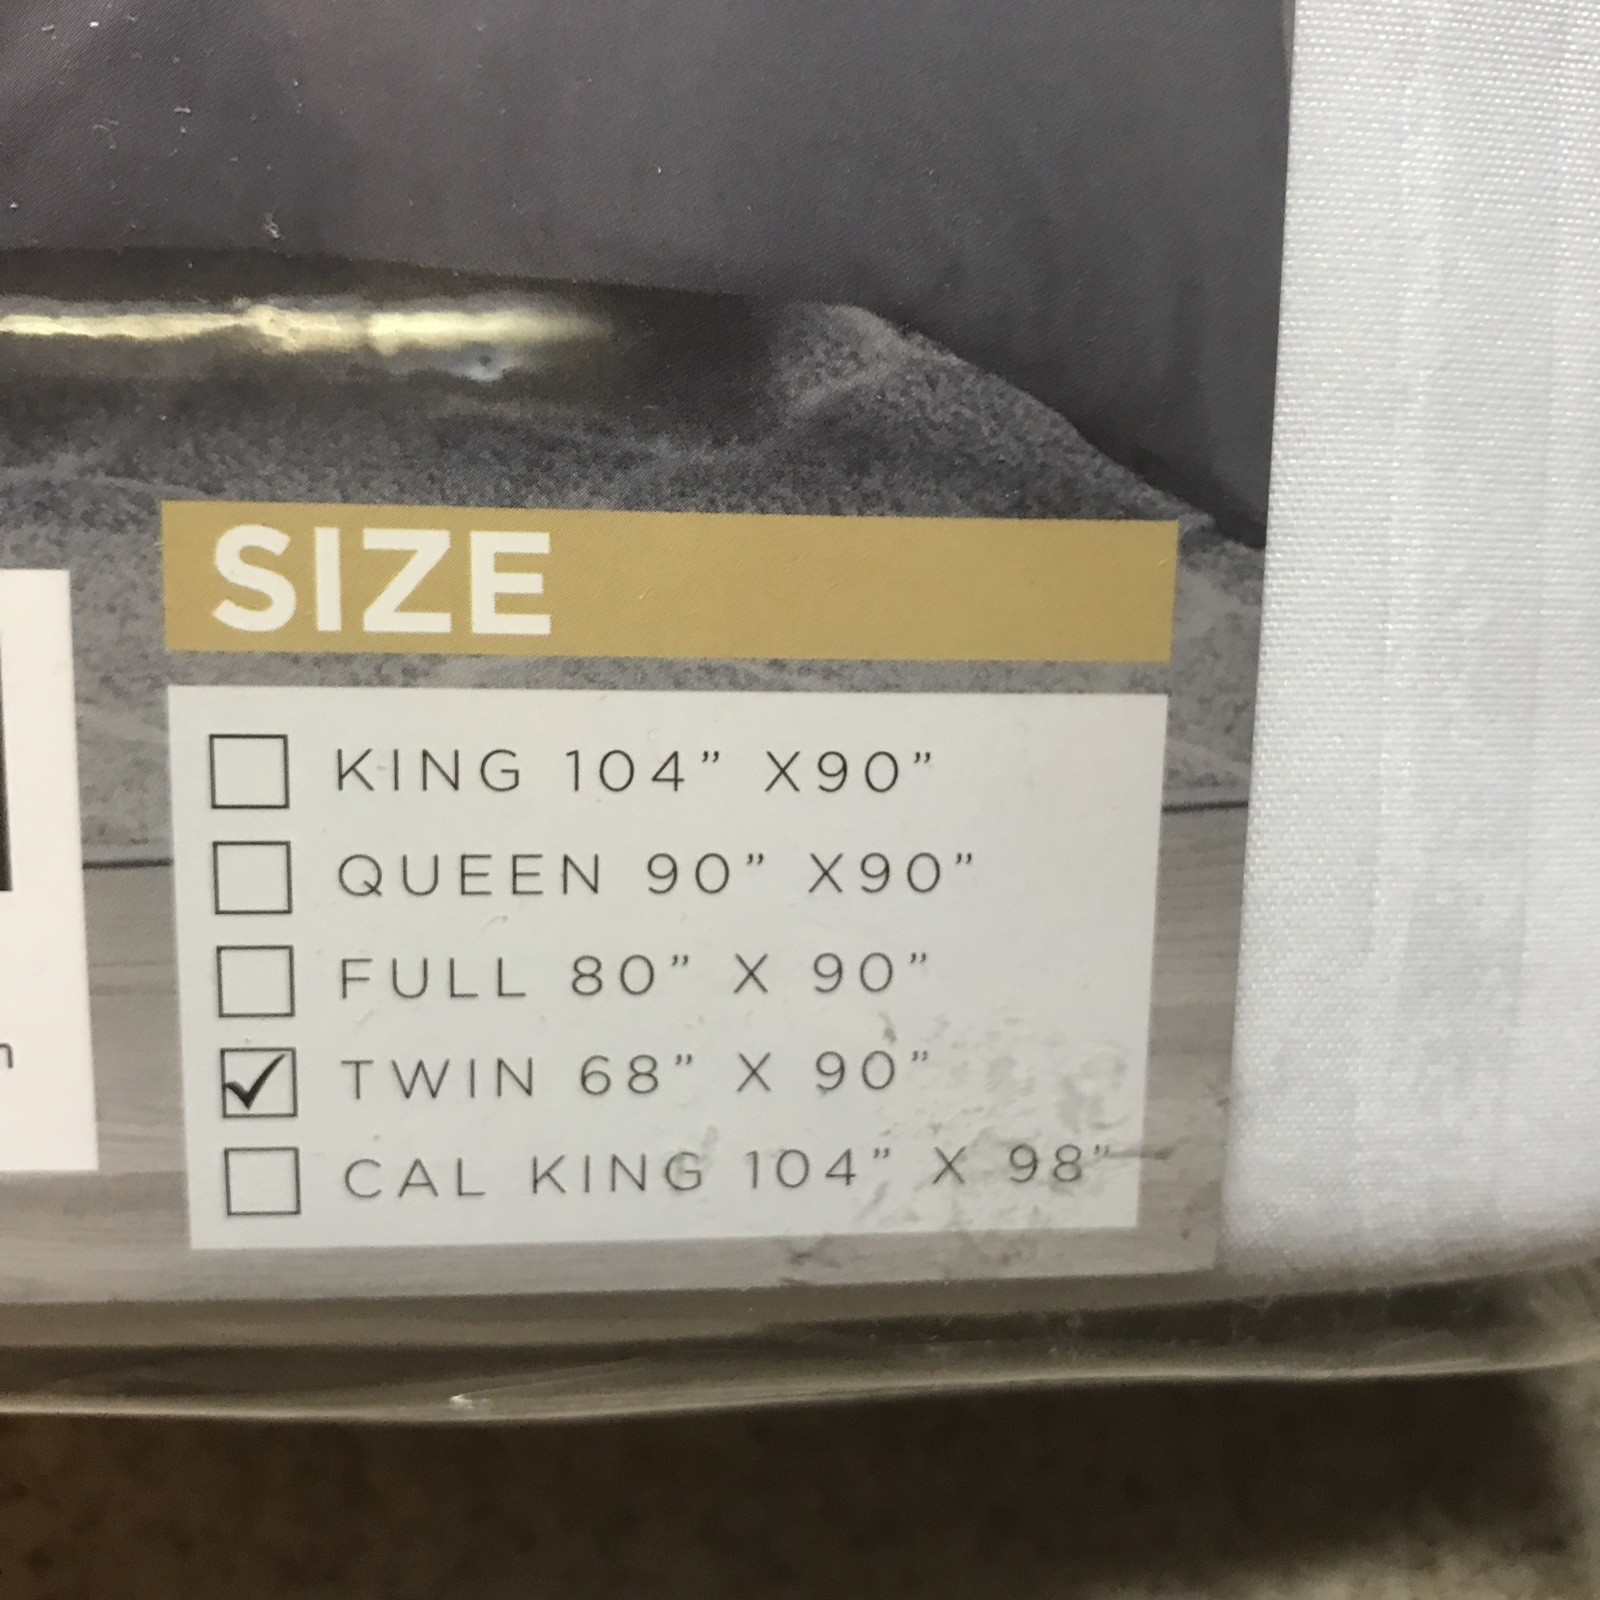 SIZE
KING 104” X90”
QUEEN 90” X90”
FULL 80” X 90”
TWIN 68” X 90”
CAL KING 104” X 98”